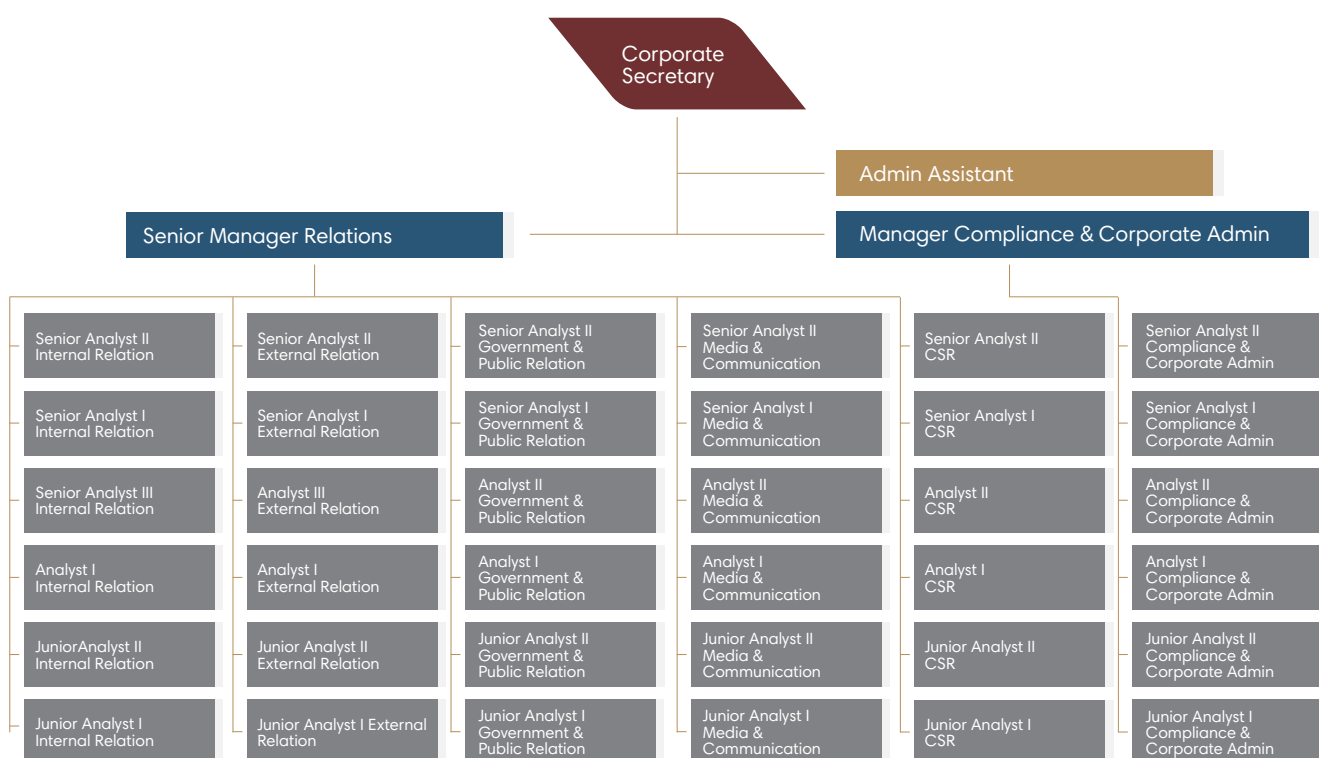 Corporate
Secretary
Admin Assistant
Senior Manager Relations
Manager Compliance & Corporate Admin
Senior Analyst II
Internal Relation
Senior Analyst II
External Relation
Senior Analyst II
Government &
Public Relation
Senior Analyst II
Media &
Communication
Senior Analyst II
CSR
Senior Analyst II
Compliance &
Corporate Admin
Senior Analyst I
Internal Relation
Senior Analyst I
External Relation
Senior Analyst I
Government &
Public Relation
Senior Analyst I
Media &
Communication
Senior Analyst I
CSR
Senior Analyst I
Compliance &
Corporate Admin
Senior Analyst III
Internal Relation
Analyst III
External Relation
Analyst II
Government &
Public Relation
Analyst II
Media &
Communication
Analyst II
CSR
Analyst II
Compliance &
Corporate Admin
Analyst I
Internal Relation
Analyst I
External Relation
Analyst I
Government &
Public Relation
Analyst I
Media &
Communication
Analyst I
CSR
Analyst I
Compliance &
Corporate Admin
JuniorAnalyst II
Internal Relation
Junior Analyst II
External Relation
Junior Analyst II
Government &
Public Relation
Junior Analyst II
Media &
Communication
Junior Analyst II
CSR
Junior Analyst II
Compliance &
Corporate Admin
Junior Analyst I
Internal Relation
Junior Analyst I External
Relation
Junior Analyst I
Government &
Public Relation
Junior Analyst I
Media &
Communication
Junior Analyst I
CSR
Junior Analyst I
Compliance &
Corporate Admin